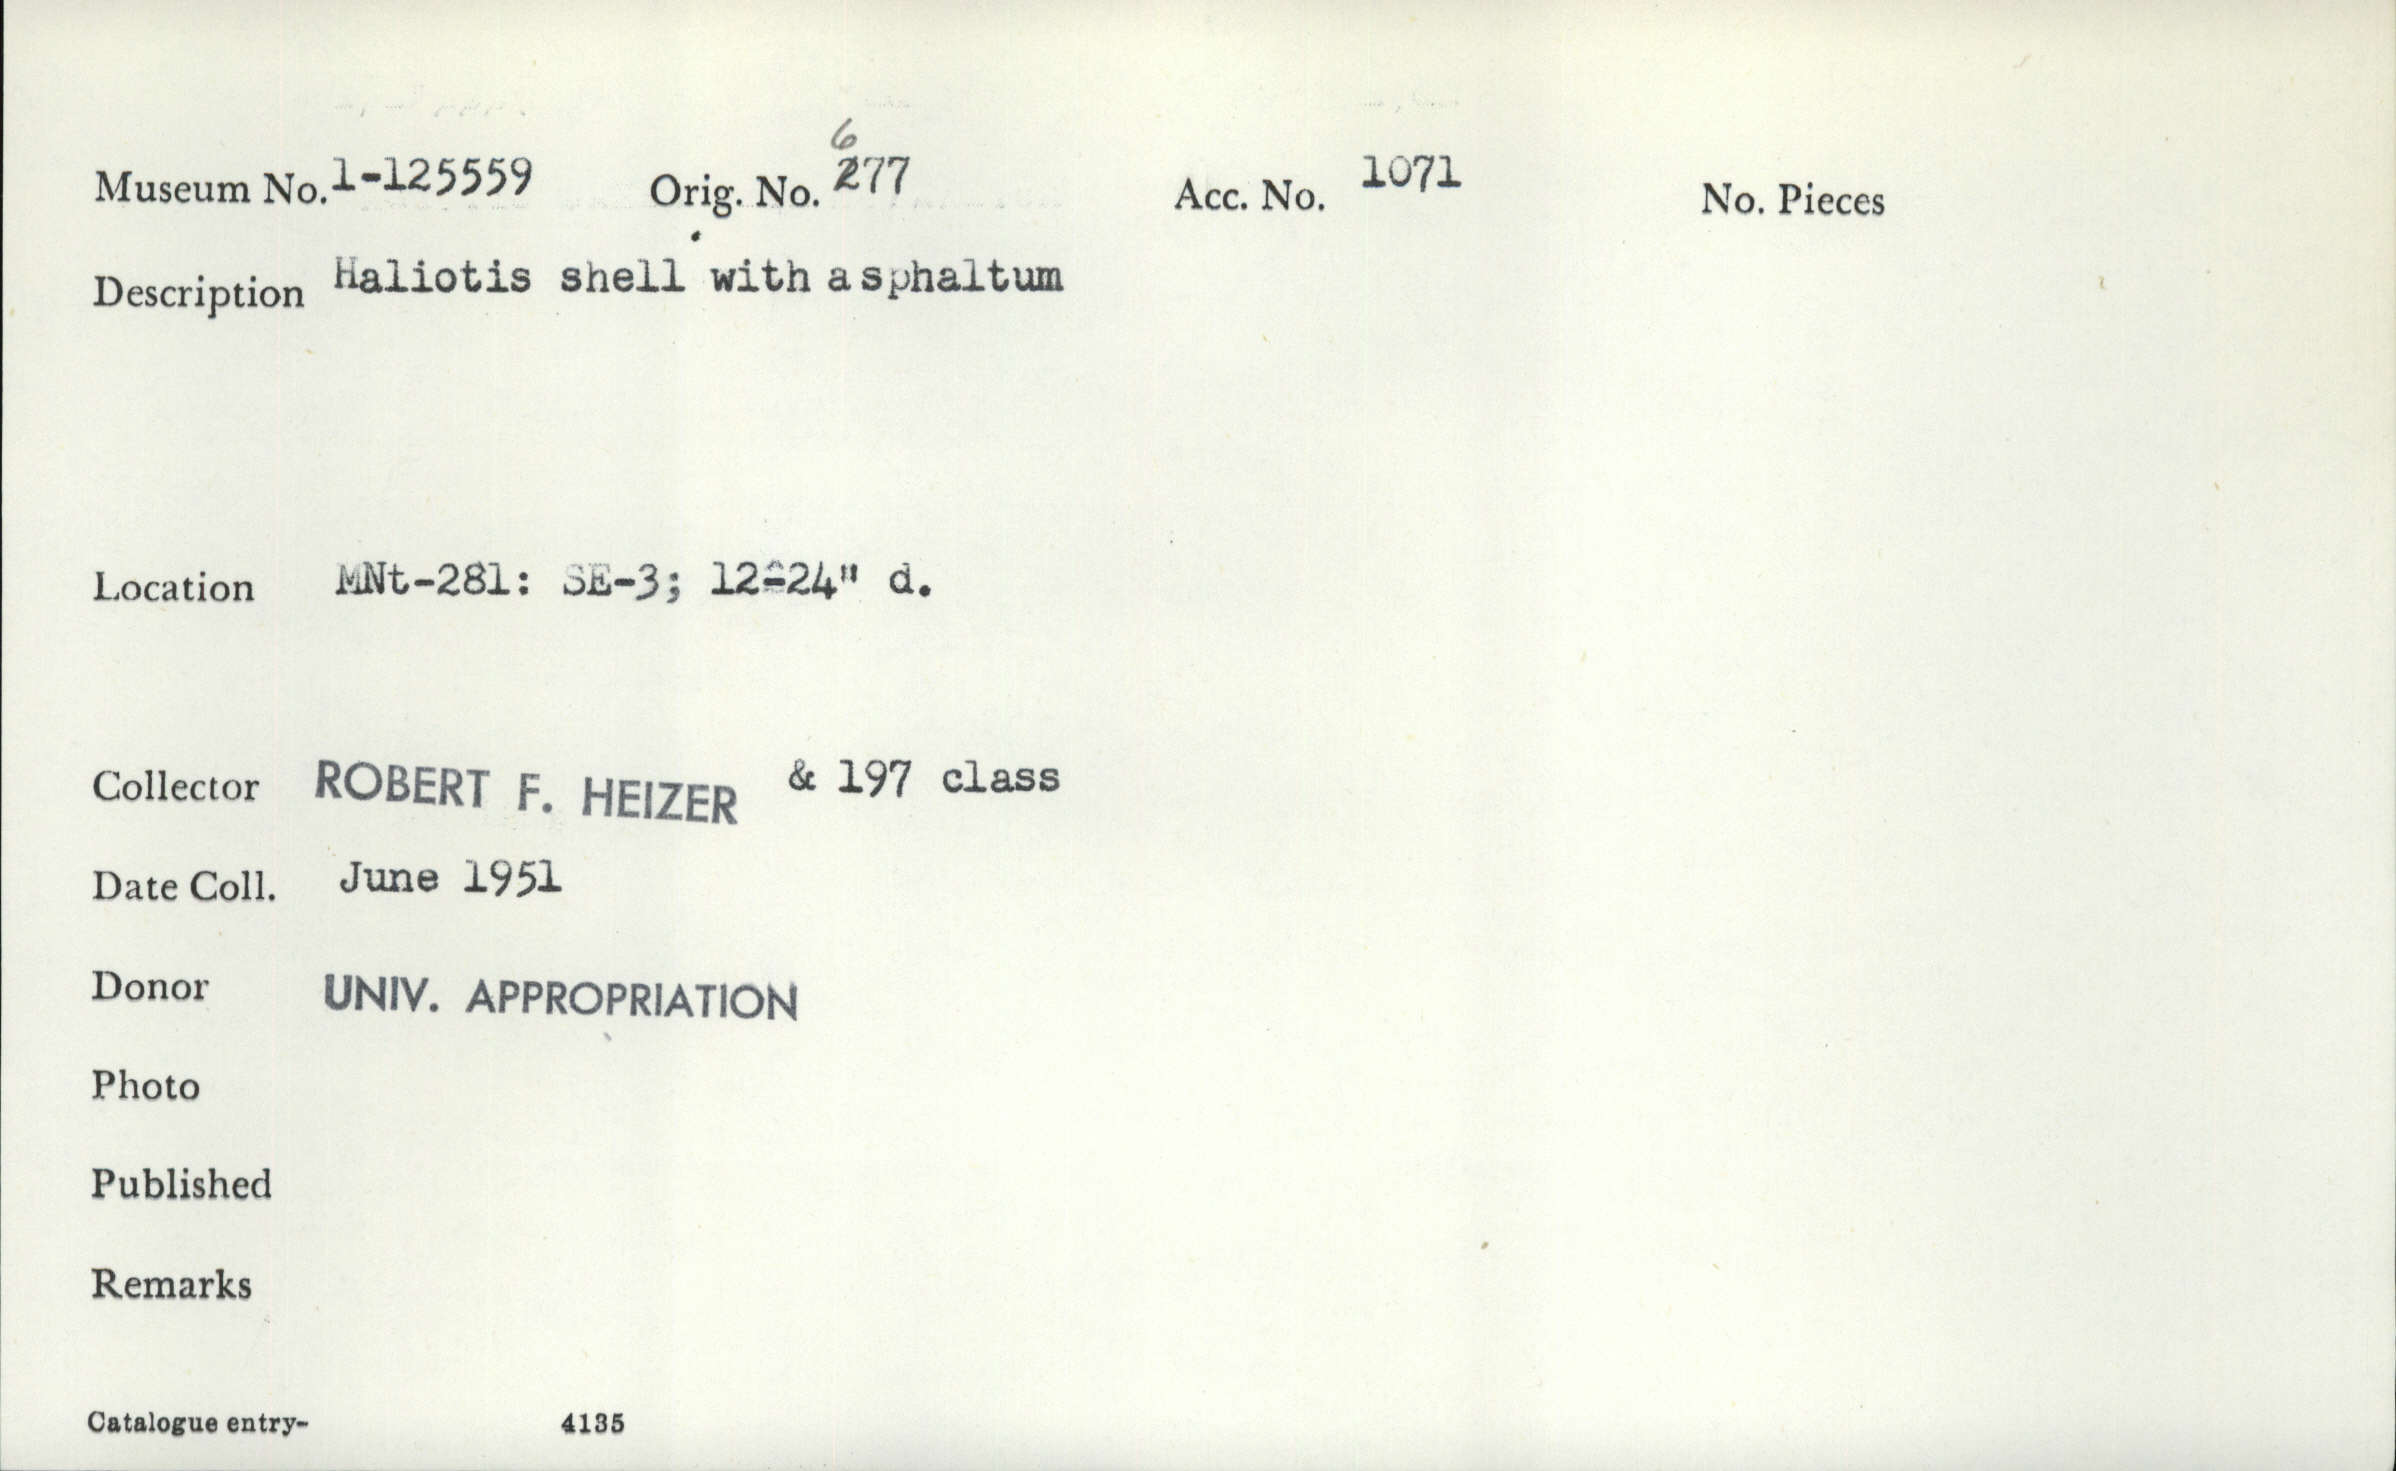 Museum No. 1-125559 Orig. No. 6277 Acc. No. 1071 No. Pieces
Description Haliotis shell with asphaltum
Location MNt-281: SE-3; 12-24" d.
Collector ROBERT F. HEIZER & 197 class
Date Coll. June 1951
Donor UNIV. APPROPRIATION
Photo
Published
Remarks
Catalogue entry- 4135